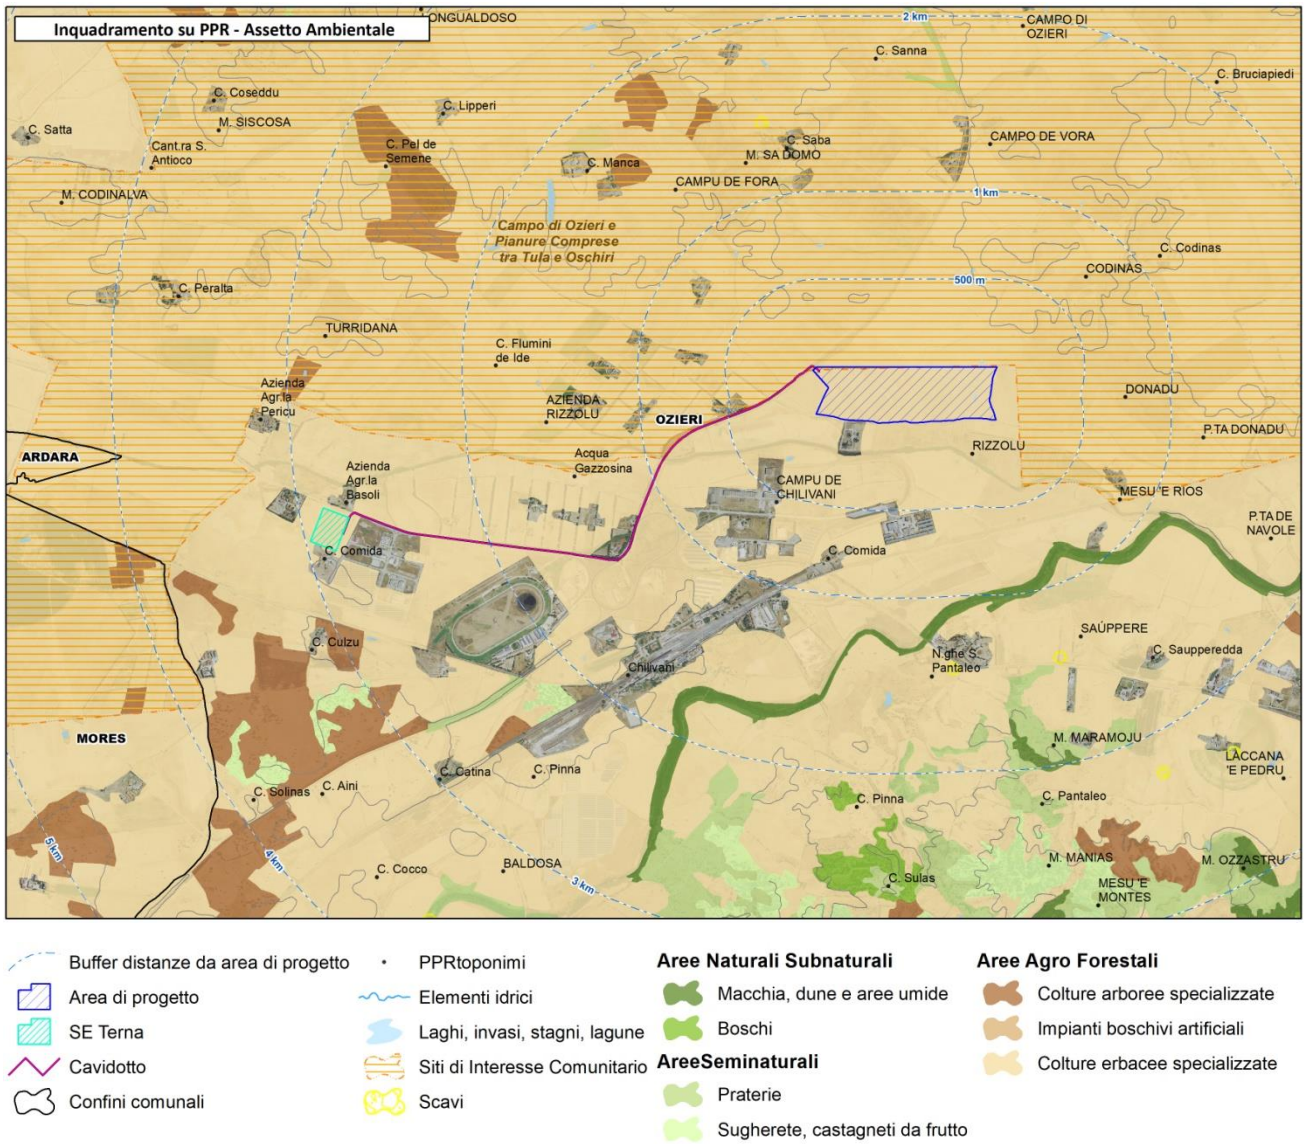 Inquadramento su PPR - Assetto Ambientale
ONGUALDOSO
2 km
CAMPO DI
OZIERI
C. Sanna
C. Bruciapiedi
C. Coseddu
C. Lipperi
M. SISCOSA
C. Satta
Cant.ra S.
Antioco
C. Pel de
Semene
C. Saba
CAMPO DE VORA
M. SA DOMO
C. Manca
CAMPU DE FORA
1 km
M. CODINALVA
Campo di Ozieri e
Pianure Comprese
tra Tula e Oschiri
C. Codinas
CODINAS
500 m
C. Peralta
TURRIDANA
C. Flumini
de Ide
Azienda
Agr.la
Pericu
AZIENDA
RIZZOLU
OZIERI
DONADU
P.TA DONADU
ARDARA
RIZZOLU
Acqua
Gazzosina
Azienda
Agr.la
Basoli
CAMPU DE
CHILIVANI
MESU 'E RIOS
P.TA DE
NAVOLE
C. Comida
C. Comida
SAÙPPERE
C. Culzu
C. Saupperedda
N.ghe S.
Pantaleo
Chilivani
MORES
M. MARAMOJU
LACCANA
'E PEDRU
C. Catina
C. Pinna
C. Solinas
C. Aini
C. Pinna
C. Pantaleo
5 km
4 km
3 km
C. Cocco
BALDOSA
C. Sulas
M. MANIAS
M. OZZASTRU
MESU 'E
MONTES
Buffer distanze da area di progetto
Area di progetto
SE Terna
Cavidotto
Confini comunali
PPRtoponimi
Elementi idrici
Laghi, invasi, stagni, lagune
Siti di Interesse Comunitario
Scavi
Aree Naturali Subnaturali
Macchia, dune e aree umide
Boschi
AreeSeminaturali
Praterie
Sugherete, castagneti da frutto
Aree Agro Forestali
Colture arboree specializzate
Impianti boschivi artificiali
Colture erbacee specializzate